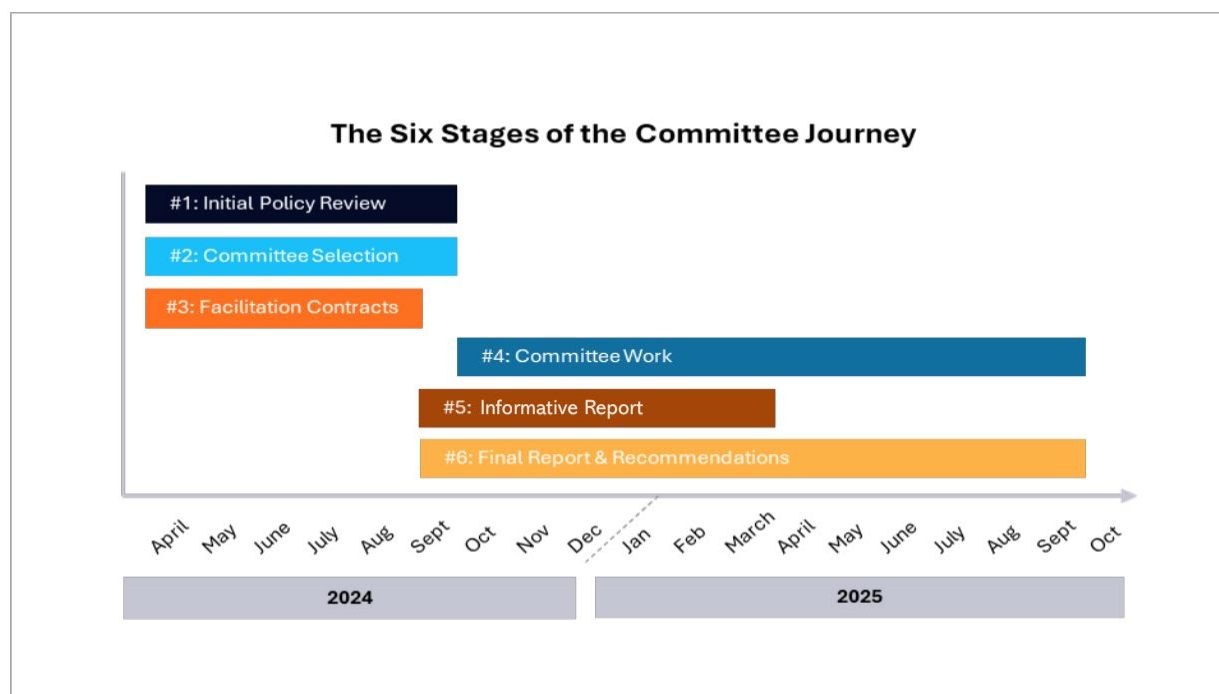 The Six Stages of the Committee Journey
#1: Initial Policy Review
#2: Committee Selection
#3: Facilitation Contracts
#4: Committee Work
#5: Informative Report
#6: Final Report & Recommendations
April May June July Aug Sept Oct Nov Dec Jan Feb March April May June July Aug Sept Oct
2024 2025